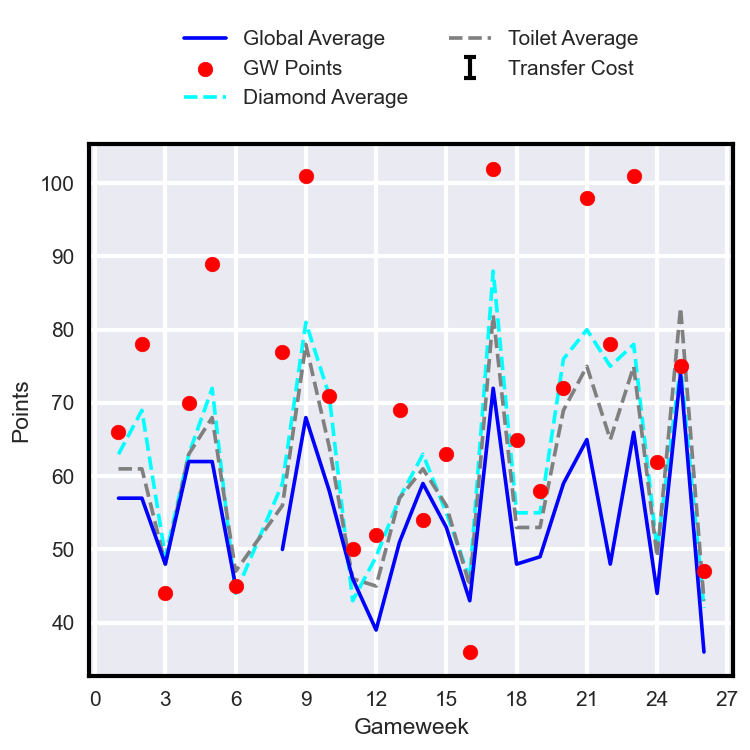 Global Average
GW Points
Diamond Average
Toilet Average
Transfer Cost
Points
100
90
80
70
60
50
40
0 3 6 9 12 15 18 21 24 27
Gameweek